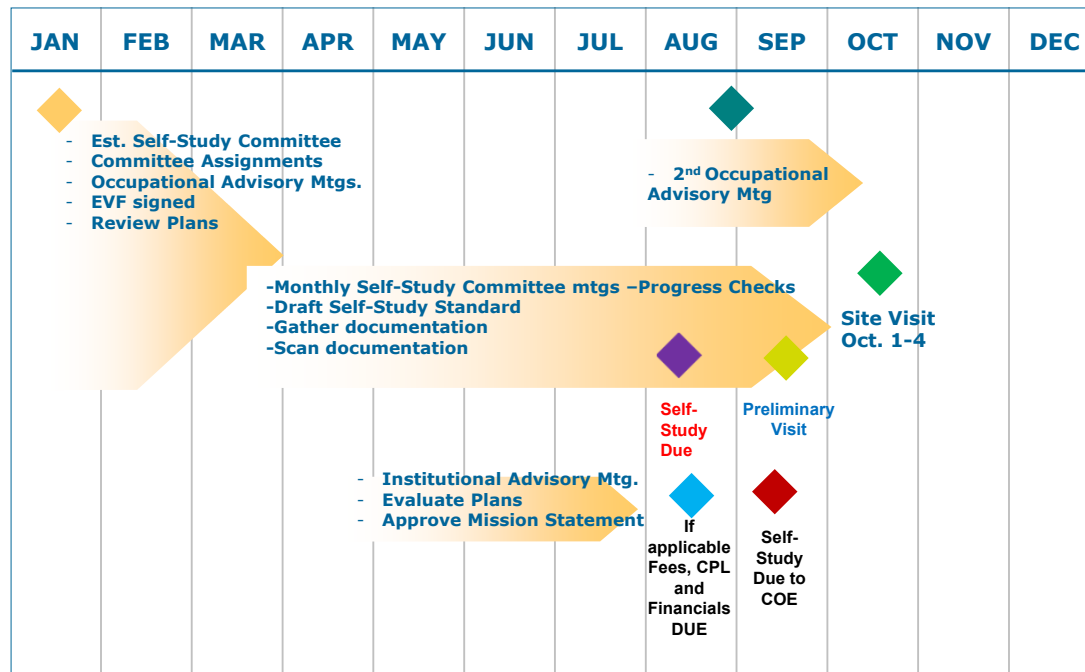 JAN FEB MAR APR MAY JUN JUL AUG SEP OCT NOV DEC
- Est. Self-Study Committee
- Committee Assignments
- Occupational Advisory Mtgs.
- EVF signed
- Review Plans
- 2nd Occupational
Advisory Mtg
-Monthly Self-Study Committee mtgs –Progress Checks
-Draft Self-Study Standard
-Gather documentation
-Scan documentation
Site Visit
Oct. 1-4
Self-
Study
Due
Preliminary
Visit
- Institutional Advisory Mtg.
- Evaluate Plans
- Approve Mission Statement
If
applicable
Fees, CPL
and
Financials
DUE
Self-
Study
Due to
COE